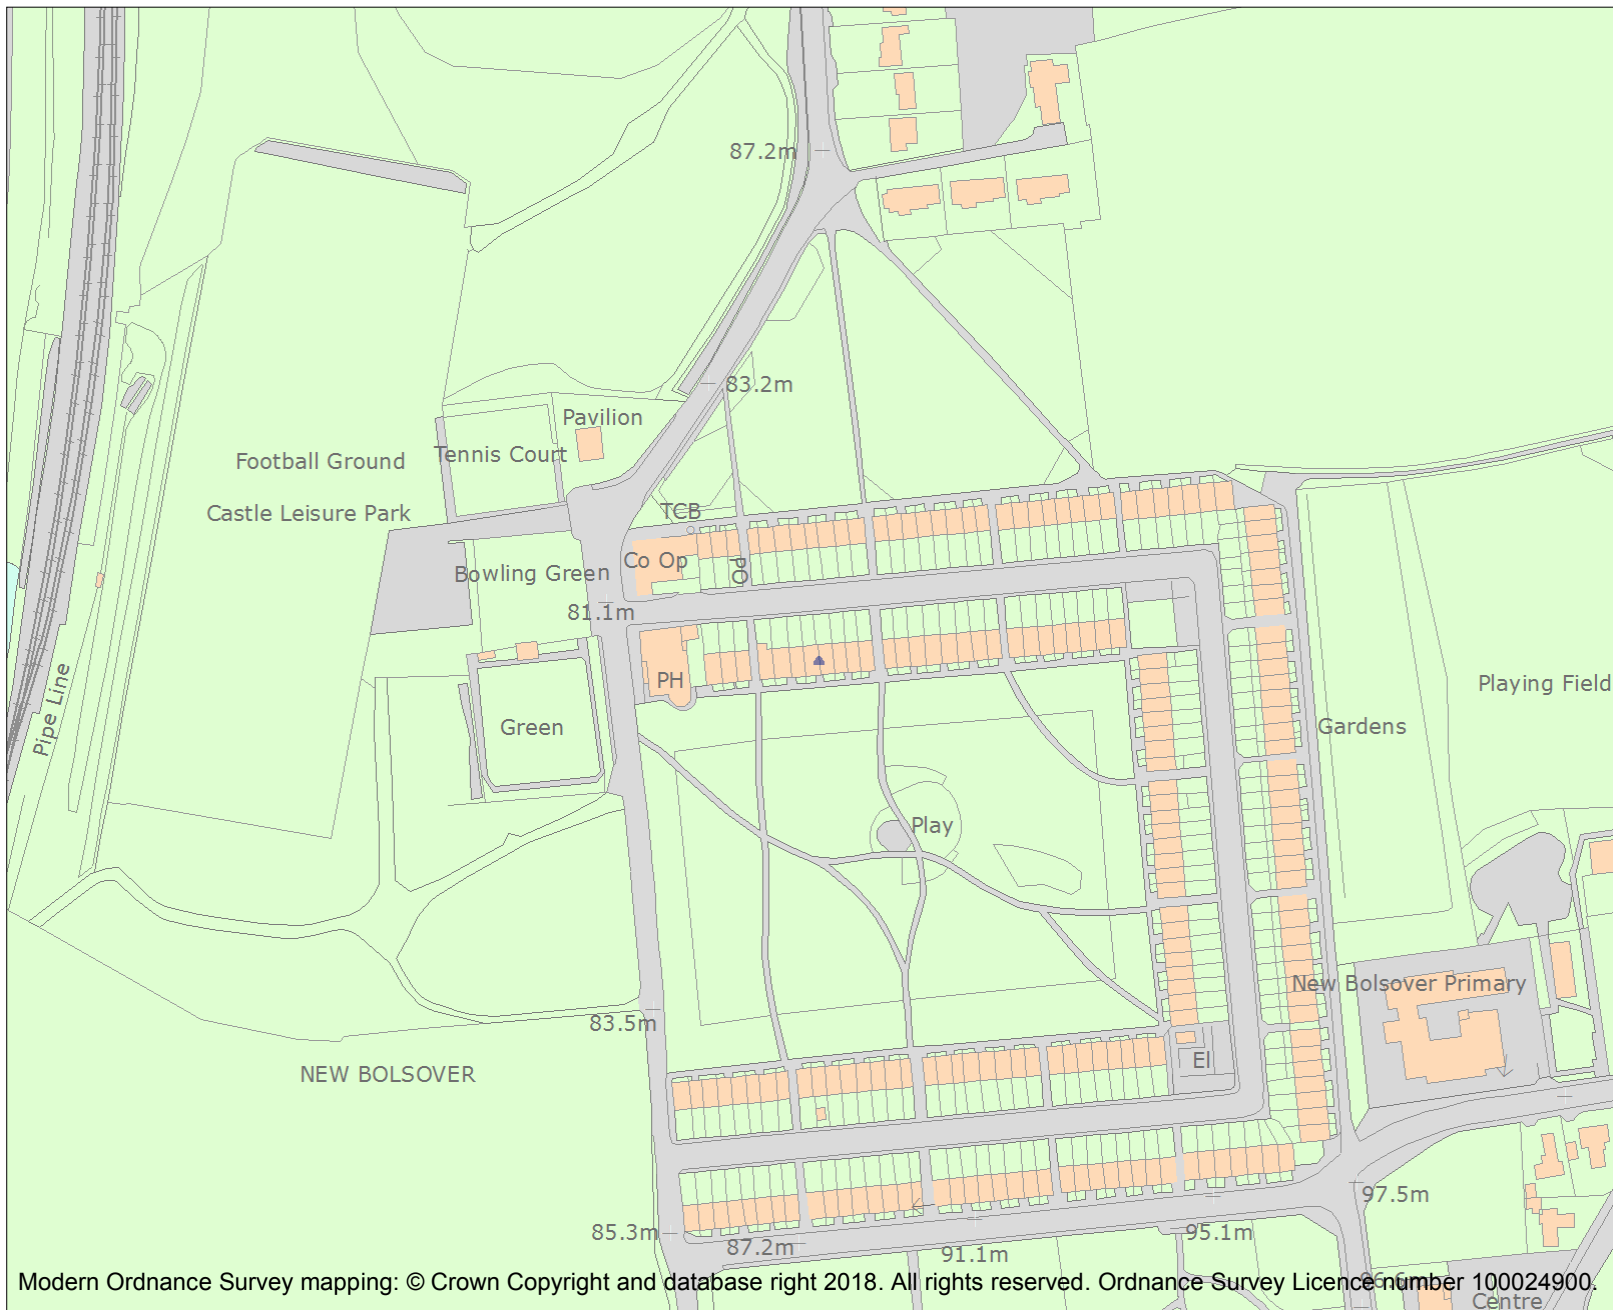 87.2m
83.2m
Pavilion
Tennis Court
Football Ground
Castle Leisure Park
TCB
Co Op
PO
Bowling Green
81.1m
PH
Pipe Line
Green
Playing Field
Gardens
Play
New Bolsover Primary
83.5m
El
NEW BOLSOVER
97.5m
85.3m
87.2m
91.1m
95.1m
96.6m
Modern Ordnance Survey mapping: © Crown Copyright and database right 2018. All rights reserved. Ordnance Survey Licence number 100024900.
Centre